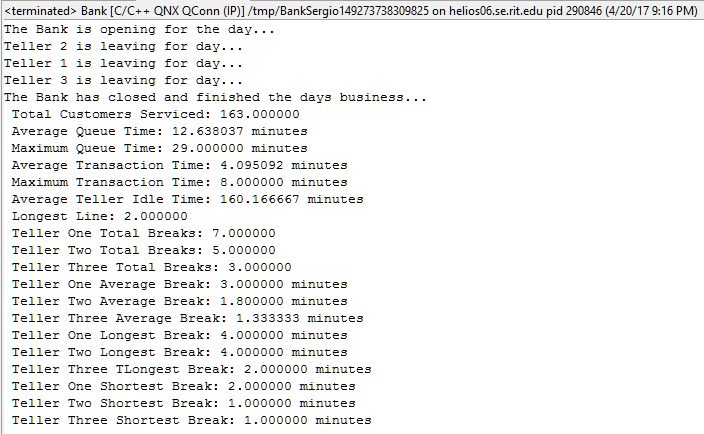 <terminated> Bank [C/C++ QNX QConn (IP)] /tmp/BankSergio149273738309825 on helios06.se.rit.edu pid 290846 (4/20/17 9:16 PM)
The Bank is opening for the day...
Teller 2 is leaving for day...
Teller 1 is leaving for day...
Teller 3 is leaving for day...
The Bank has closed and finished the days business...
Total Customers Serviced: 163.000000
Average Queue Time: 12.638037 minutes
Maximum Queue Time: 29.000000 minutes
Average Transaction Time: 4.095092 minutes
Maximum Transaction Time: 8.000000 minutes
Average Teller Idle Time: 160.166667 minutes
Longest Line: 2.000000
Teller One Total Breaks: 7.000000
Teller Two Total Breaks: 5.000000
Teller Three Total Breaks: 3.000000
Teller One Average Break: 3.000000 minutes
Teller Two Average Break: 1.800000 minutes
Teller Three Average Break: 1.333333 minutes
Teller One Longest Break: 4.000000 minutes
Teller Two Longest Break: 4.000000 minutes
Teller Three TLongest Break: 2.000000 minutes
Teller One Shortest Break: 2.000000 minutes
Teller Two Shortest Break: 1.000000 minutes
Teller Three Shortest Break: 1.000000 minutes